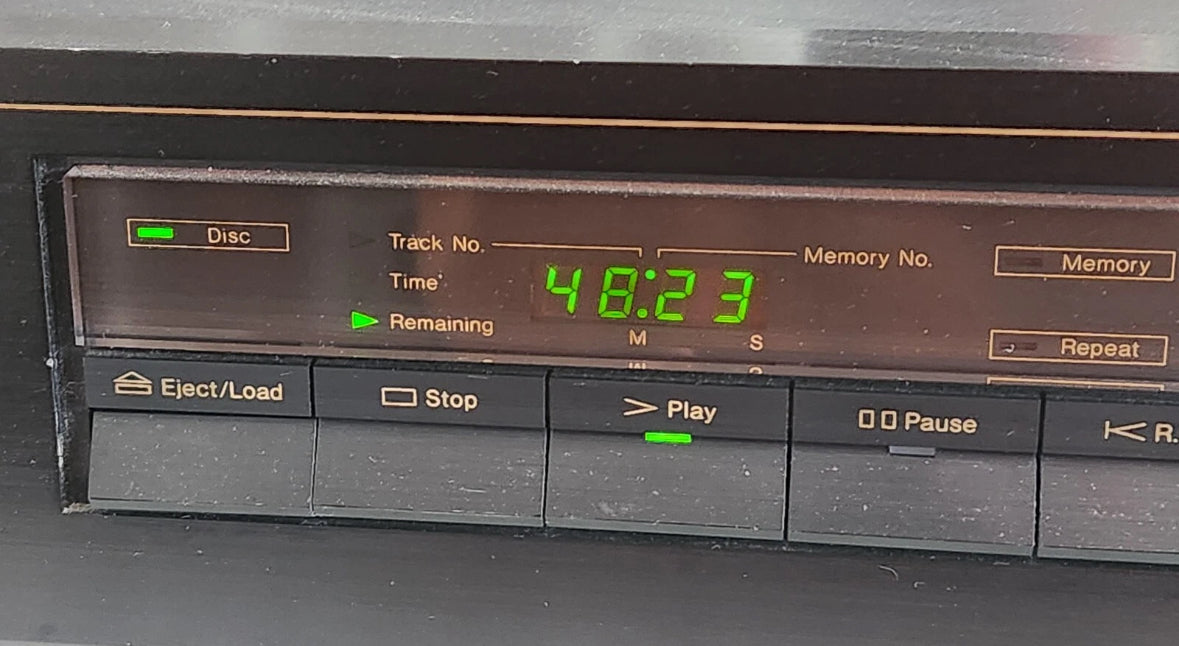 Disc
Track No.
Memory No.
Memory
Time
48:23
Remaining
M
S
Repeat
Eject/Load
Stop
Play
Pause
R.